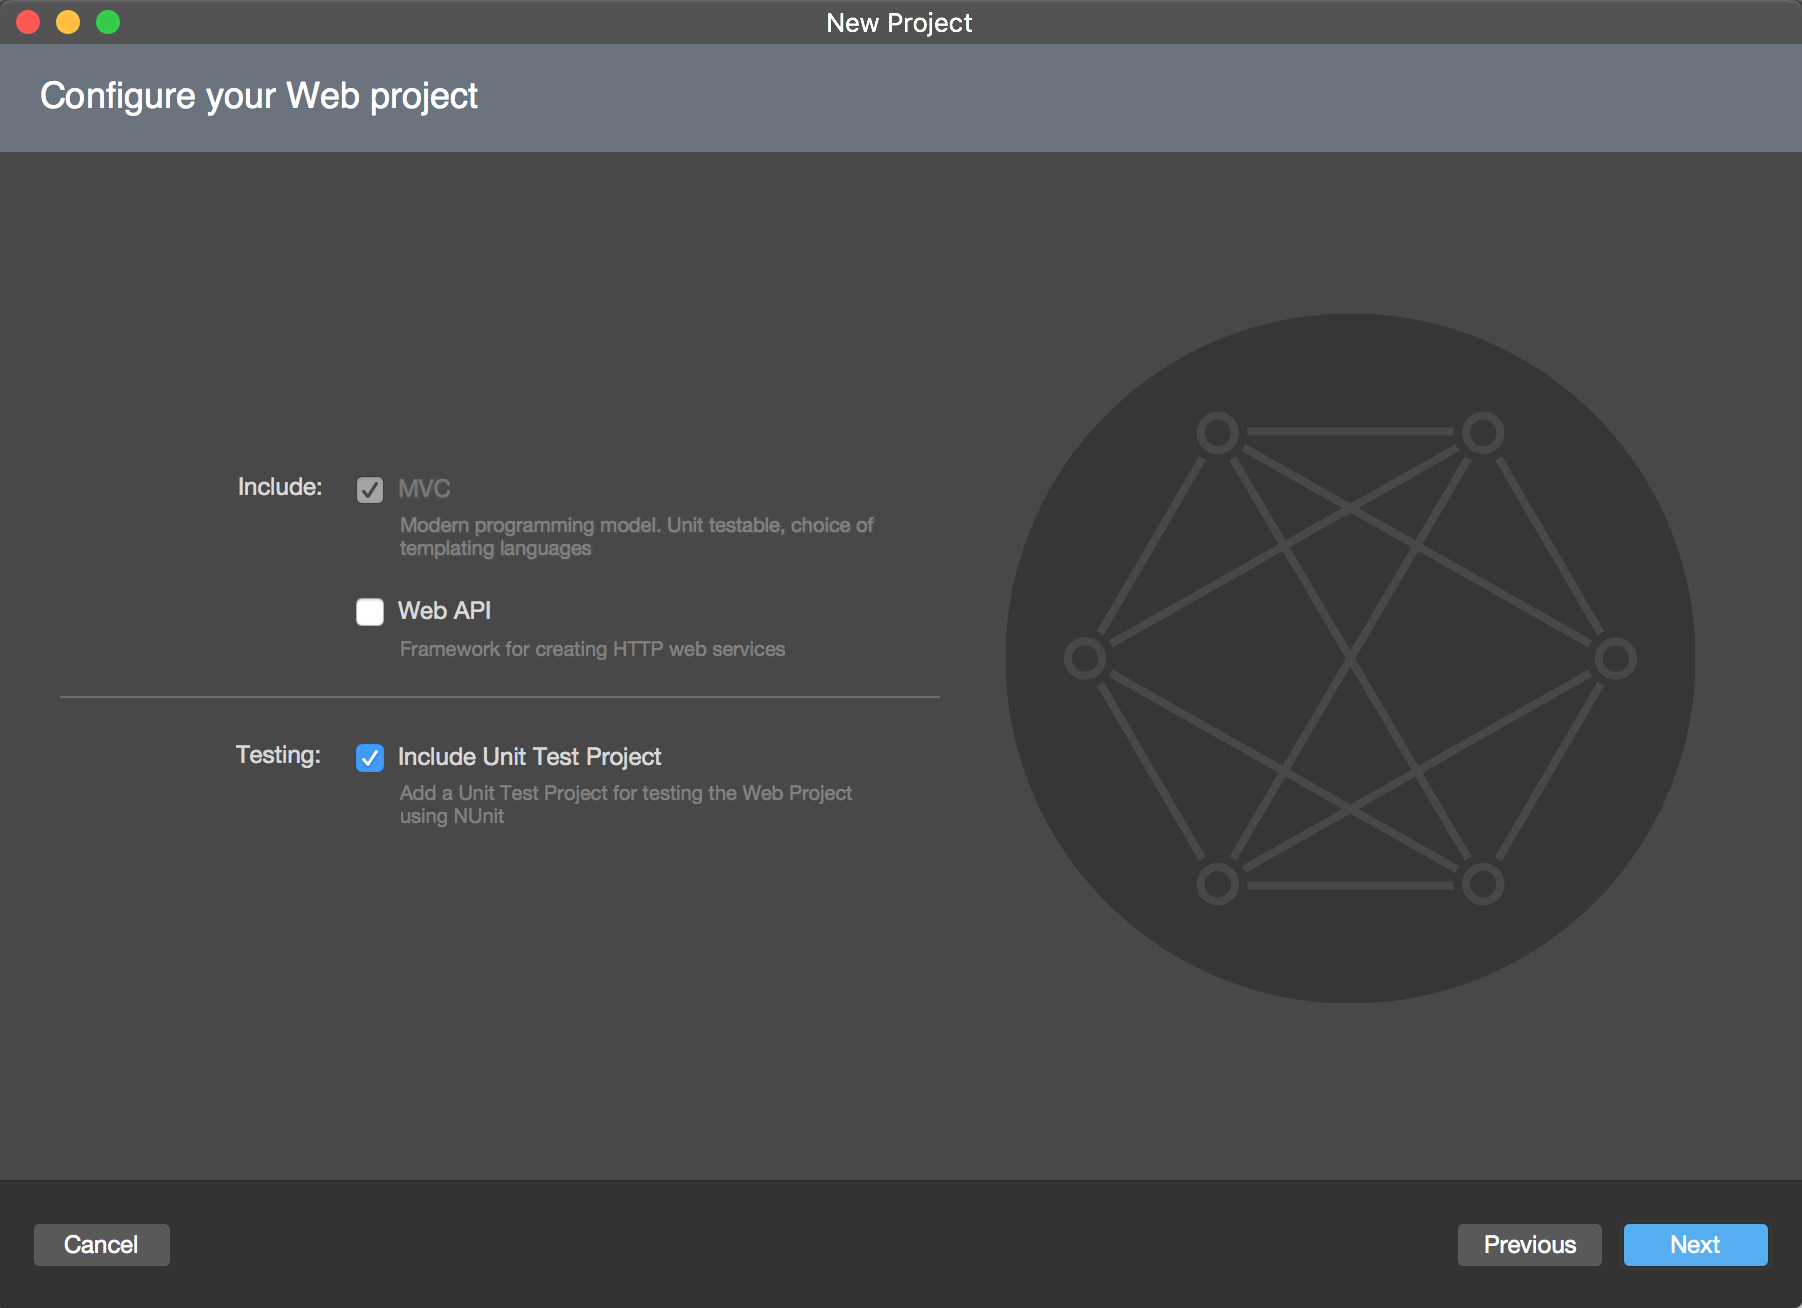 New Project
Configure your Web project
Include:
MVC
Modern programming model. Unit testable, choice of
templating languages
Web API
Framework for creating HTTP web services
Testing:
Include Unit Test Project
Add a Unit Test Project for testing the Web Project
using NUnit
Cancel
Previous
Next